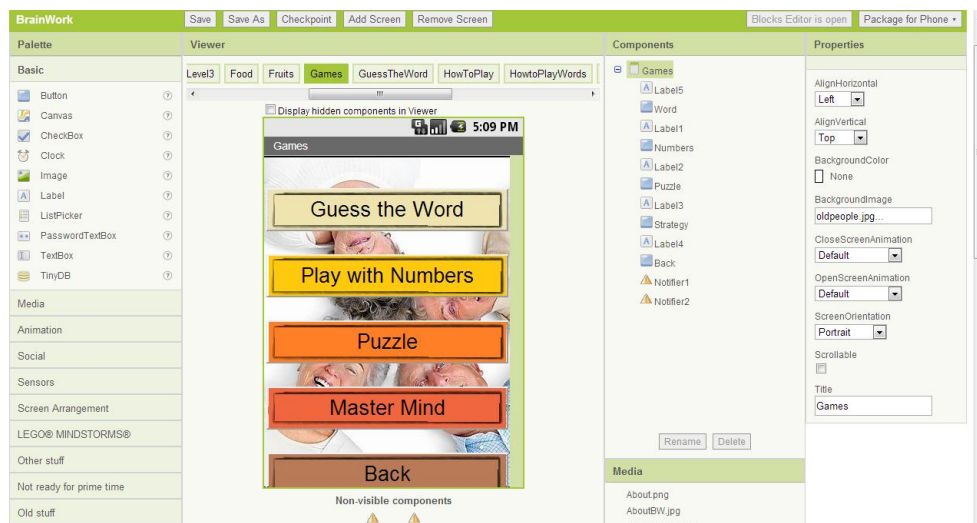 BrainWork
Save Save As Checkpoint Add Screen Remove Screen Blocks Editor is open Package for Phone
Palette
Basic
Button
Canvas
CheckBox
Clock
Image
Label
ListPicker
PasswordTextBox
TextBox
TinyDB
Media
Animation
Social
Sensors
Screen Arrangement
LEGO® MINDSTORMS®
Other stuff
Not ready for prime time
Old stuff
Viewer
Level3 Food Fruits Games GuessTheWord HowToPlay HowtoPlayWords
Display hidden components in Viewer
5:09 PM
Games
Guess the Word
Play with Numbers
Puzzle
Master Mind
Back
Non-visible components
Components
Games
Label5
Word
Label1
Numbers
Label2
Puzzle
Label3
Strategy
Label4
Back
Notifier1
Notifier2
Rename Delete
Media
About.png
AboutBW.jpg
Properties
AlignHorizontal
Left
AlignVertical
Top
BackgroundColor
None
BackgroundImage
oldpeople.jpg...
CloseScreenAnimation
Default
OpenScreenAnimation
Default
ScreenOrientation
Portrait
Scrollable
Title
Games